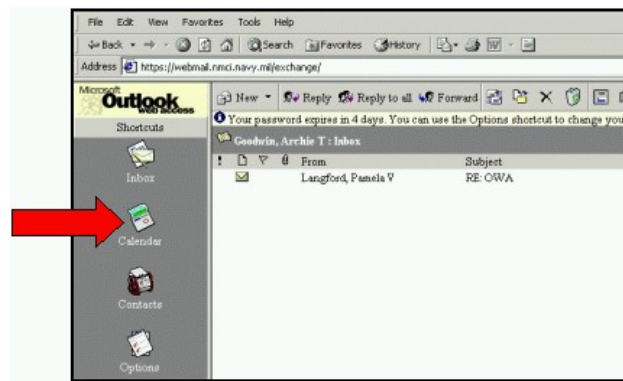 File Edit View Favorites Tools Help
Back Search Favorites History
Address https://webmail.nmci.navy.mil/exchange/
Microsoft
Outlook
web access
New Reply Reply to all Forward
Shortcuts
Your password expires in 4 days. You can use the Options shortcut to change you
Goodwin, Archie T : Inbox
! From Subject
Langford, Pamela V RE: OWA
Inbox
Calendar
Contacts
Options